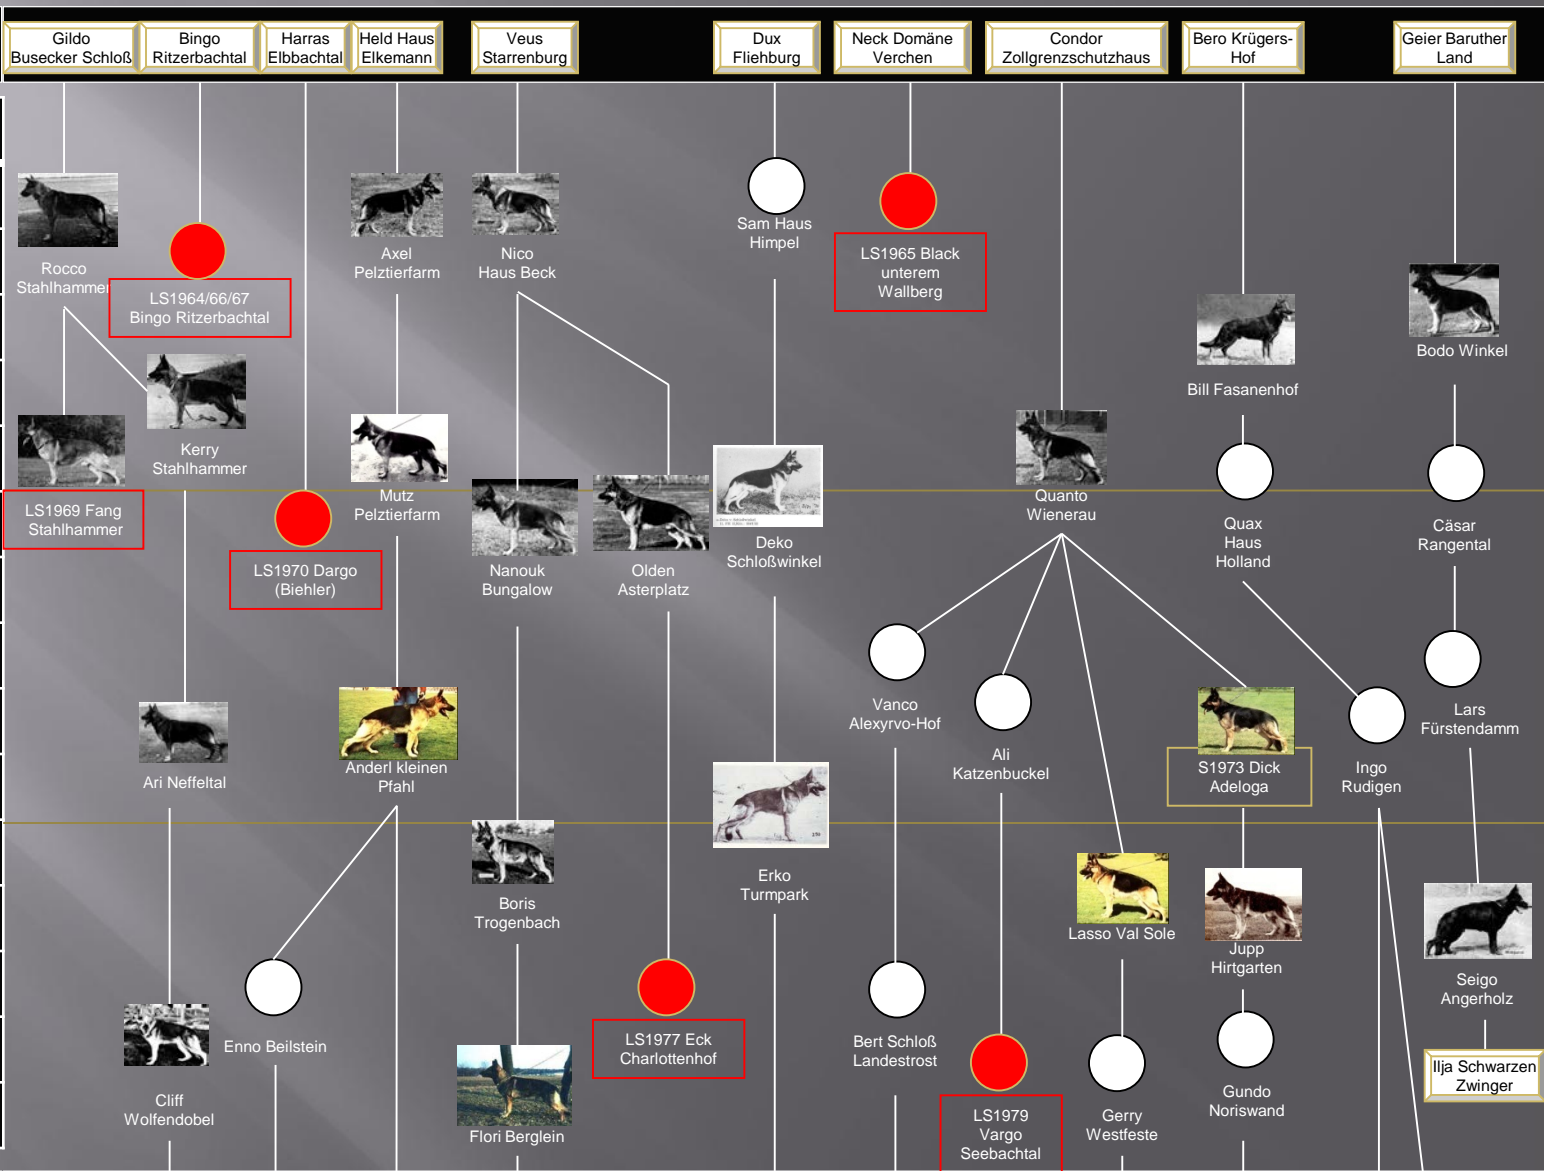 Gildo
Busecker Schloß
Bingo
Ritzerbachtal
Harras
Elbbachtal
Held Haus
Elkemann
Veus
Starrenburg
Dux
Fliehburg
Neck Domäne
Verchen
Condor
Zollgrenzschutzhaus
Bero Krügers-
Hof
Geier Baruther
Land
Rocco
Stahlhammer
LS1964/66/67
Bingo Ritzerbachtal
Axel
Pelztierfarm
Nico
Haus Beck
Sam Haus
Himpel
LS1965 Black
unterem
Wallberg
Bill Fasanenhof
Bodo Winkel
Kerry
Stahlhammer
LS1969 Fang
Stahlhammer
LS1970 Dargo
(Biehler)
Mutz
Pelztierfarm
Nanouk
Bungalow
Olden
Asterplatz
Deko
Schloßwinkel
Quanto
Wienerau
Quax
Haus
Holland
Cäsar
Rangental
Vanco
Alexyrvo-Hof
Ali
Katzenbuckel
S1973 Dick
Adeloga
Ingo
Rudigen
Lars
Fürstendamm
Ari Neffeltal
Anderl kleinen
Pfahl
Boris
Trogenbach
Erko
Turmpark
Lasso Val Sole
Jupp
Hirtgarten
Seigo
Angerholz
Enno Beilstein
LS1977 Eck
Charlottenhof
Bert Schloß
Landestrost
Ilja Schwarzen
Zwinger
Cliff
Wolfendobel
Flori Berglein
LS1979
Vargo
Seebachtal
Gerry
Westfeste
Gundo
Noriswand